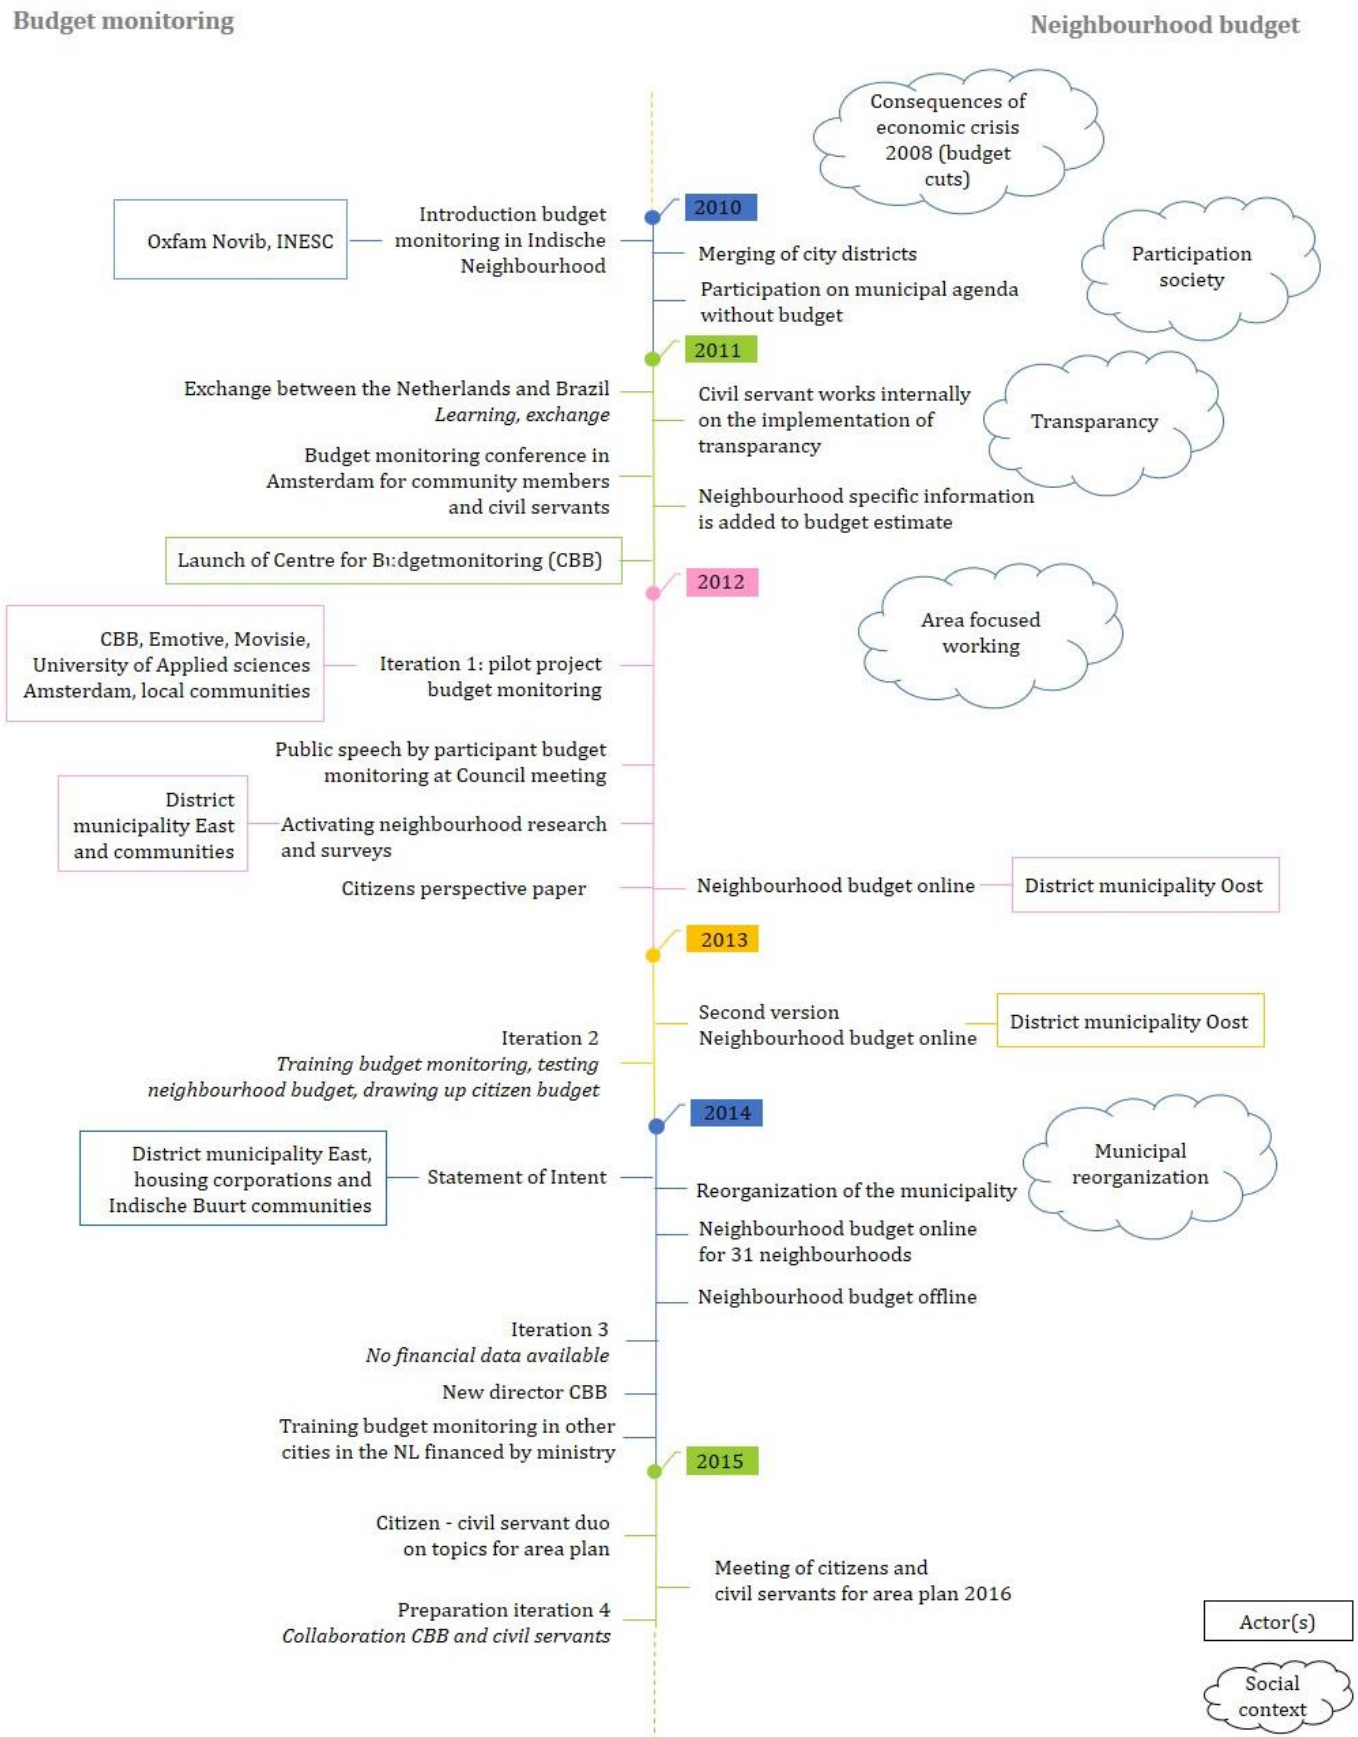 Budget monitoring
Neighbourhood budget
Consequences of
economic crisis
2008 (budget
cuts)
2010
Oxfam Novib, INESC
Introduction budget
monitoring in Indische
Neighbourhood
Merging of city districts
Participation
society
Participation on municipal agenda
without budget
2011
Exchange between the Netherlands and Brazil
Learning, exchange
Civil servant works internally
on the implementation of
transparancy
Transparancy
Budget monitoring conference in
Amsterdam for community members
and civil servants
Neighbourhood specific information
is added to budget estimate
Launch of Centre for Budgetmonitoring (CBB)
2012
Area focused
working
CBB, Emotive, Movisie,
University of Applied sciences
Amsterdam, local communities
Iteration 1: pilot project
budget monitoring
Public speech by participant budget
monitoring at Council meeting
District
municipality East
and communities
Activating neighbourhood research
and surveys
Citizens perspective paper
Neighbourhood budget online
District municipality Oost
2013
Second version
Neighbourhood budget online
District municipality Oost
Iteration 2
Training budget monitoring, testing
neighbourhood budget, drawing up citizen budget
2014
District municipality East,
housing corporations and
Indische Buurt communities
Statement of Intent
Municipal
reorganization
Reorganization of the municipality
Neighbourhood budget online
for 31 neighbourhoods
Neighbourhood budget offline
Iteration 3
No financial data available
New director CBB
Training budget monitoring in other
cities in the NL financed by ministry
2015
Citizen - civil servant duo
on topics for area plan
Meeting of citizens and
civil servants for area plan 2016
Preparation iteration 4
Collaboration CBB and civil servants
Actor(s)
Social
context